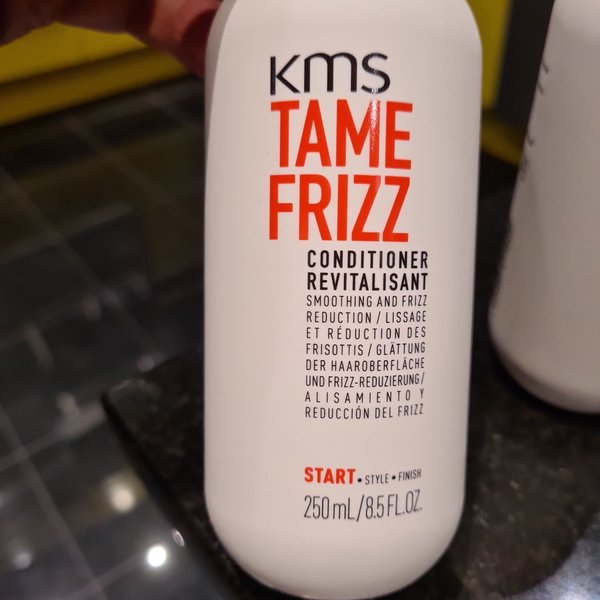 KMS
TAME
FRIZZ
CONDITIONER
REVITALISANT
SMOOTHING AND FRIZZ
REDUCTION / LISSAGE
ET RÉDUCTION DES
FRISOTTIS / GLÄTTUNG
DER HAAROBERFLÄCHE
UND FRIZZ-REDUZIERUNG/
ALISAMIENTO Y
REDUCCIÓN DEL FRIZZ
START • STYLE • FINISH
250 mL/8.5 FL.OZ.